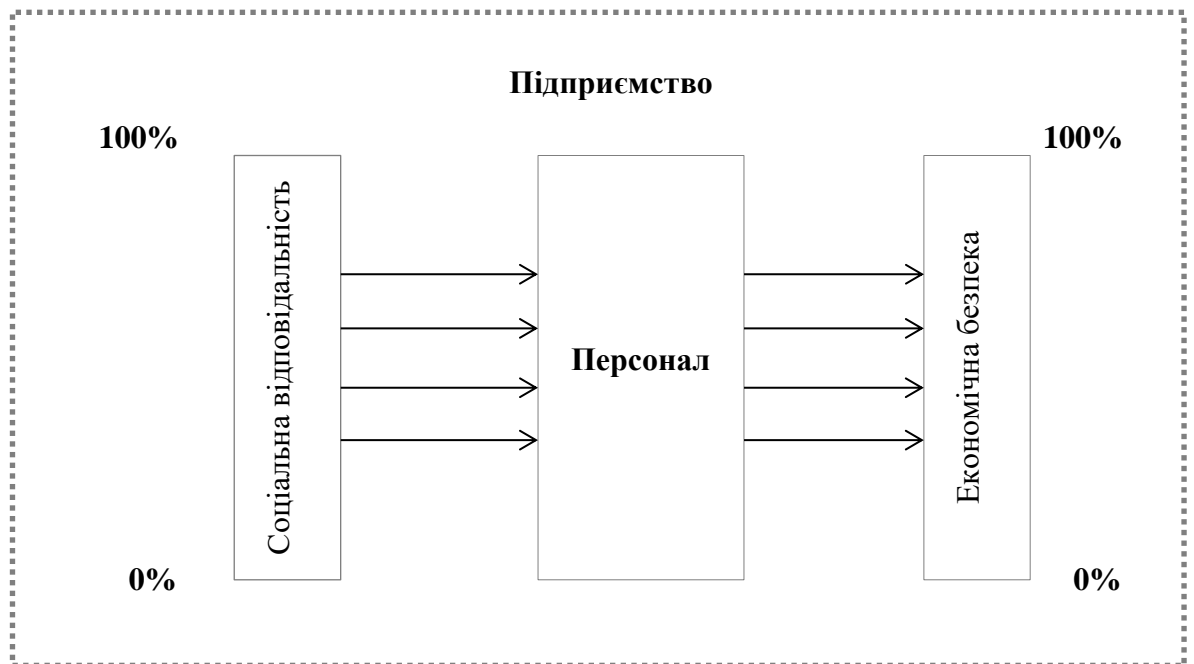 Підприємство
100%
100%
Соціальна відповідальність
Персонал
Економічна безпека
0%
0%